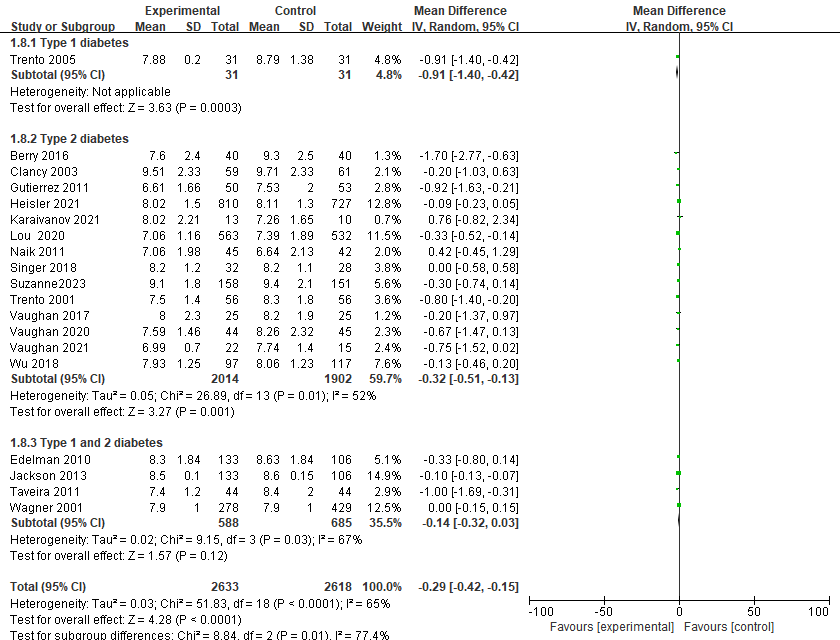 Experimental Control Mean Difference Mean Difference
Study or Subgroup Mean SD Total Mean SD Total Weight IV, Random, 95% CI IV, Random, 95% CI
1.8.1 Type 1 diabetes
Trento 2005 7.88 0.2 31 8.79 1.38 31 4.8% -0.91 [-1.40, -0.42]
Subtotal (95% CI) 31 31 4.8% -0.91 [-1.40, -0.42]
Heterogeneity: Not applicable
Test for overall effect: Z = 3.63 (P = 0.0003)
1.8.2 Type 2 diabetes
Berry 2016 7.6 2.4 40 9.3 2.5 40 1.3% -1.70 [-2.77, -0.63]
Clancy 2003 9.51 2.33 59 9.71 2.33 61 2.1% -0.20 [-1.03, 0.63]
Gutierrez 2011 6.61 1.66 50 7.53 2 53 2.7% -0.92 [-1.63, -0.21]
Heisler 2021 8.02 1.5 810 8.11 1.3 727 12.8% -0.09 [-0.23, 0.05]
Karaivanov 2021 8.02 2.21 13 7.26 1.65 10 0.7% 0.76 [-0.82, 2.34]
Lou 2020 7.06 1.16 563 7.39 1.89 532 11.5% -0.33 [-0.52, -0.14]
Naik 2011 7.06 1.98 45 6.64 2.13 42 2.0% 0.42 [-0.45, 1.29]
Singer 2018 8.2 1.2 32 8.2 1.1 28 3.8% 0.00 [-0.58, 0.58]
Suzanne2023 9.1 1.8 158 9.4 2.1 151 5.6% -0.30 [-0.74, 0.14]
Trento 2001 7.5 1.4 56 8.3 1.8 56 3.6% -0.80 [-1.40, -0.20]
Vaughan 2017 8 2.3 25 8.2 1.9 25 1.2% -0.20 [-1.37, 0.97]
Vaughan 2020 7.59 1.46 44 8.26 2.32 45 2.3% -0.67 [-1.47, 0.13]
Vaughan 2021 6.99 0.7 22 7.74 1.4 15 2.4% -0.75 [-1.52, 0.02]
Wu 2018 7.93 1.25 97 8.06 1.23 117 7.6% -0.13 [-0.46, 0.20]
Subtotal (95% CI) 2014 1902 59.7% -0.32 [-0.51, -0.13]
Heterogeneity: Tau² = 0.05; Chi² = 26.89, df = 13 (P = 0.01); I² = 52%
Test for overall effect: Z = 3.27 (P = 0.001)
1.8.3 Type 1 and 2 diabetes
Edelman 2010 8.3 1.84 133 8.63 1.84 106 5.1% -0.33 [-0.80, 0.14]
Jackson 2013 8.5 0.1 133 8.6 0.15 106 14.9% -0.10 [-0.13, -0.07]
Taveira 2011 7.4 1.2 44 8.4 2 44 2.9% -1.00 [-1.69, -0.31]
Wagner 2001 7.9 1 278 7.9 1 429 12.5% 0.00 [-0.15, 0.15]
Subtotal (95% CI) 588 685 35.5% -0.14 [-0.32, 0.03]
Heterogeneity: Tau² = 0.02; Chi² = 9.15, df = 3 (P = 0.03); I² = 67%
Test for overall effect: Z = 1.57 (P = 0.12)
Total (95% CI) 2633 2618 100.0% -0.29 [-0.42, -0.15]
Heterogeneity: Tau² = 0.03; Chi² = 51.83, df = 18 (P < 0.0001); I² = 65%
Test for overall effect: Z = 4.28 (P < 0.0001)
Test for subgroup differences: Chi² = 8.84, df = 2 (P = 0.01), I² = 77.4%
-100 -50 0 50 100
Favours [experimental] Favours [control]